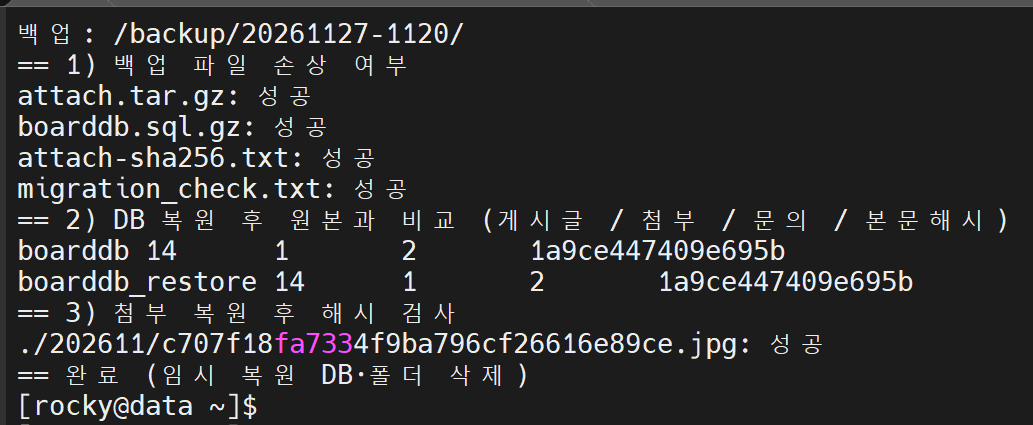 백업: /backup/20261127-1120/
== 1) 백업 파일 손상 여부
attach.tar.gz: 성공
boarddb.sql.gz: 성공
attach-sha256.txt: 성공
migration_check.txt: 성공
== 2) DB 복원 후 원본과 비교 (게시글 / 첨부 / 문의 / 본문해시)
boarddb 14 1 2 1a9ce447409e695b
boarddb_restore 14 1 2 1a9ce447409e695b
== 3) 첨부 복원 후 해시 검사
./202611/c707f18fa7334f9ba796cf26616e89ce.jpg: 성공
== 완료 (임시 복원 DB·폴더 삭제)
[rocky@data ~]$